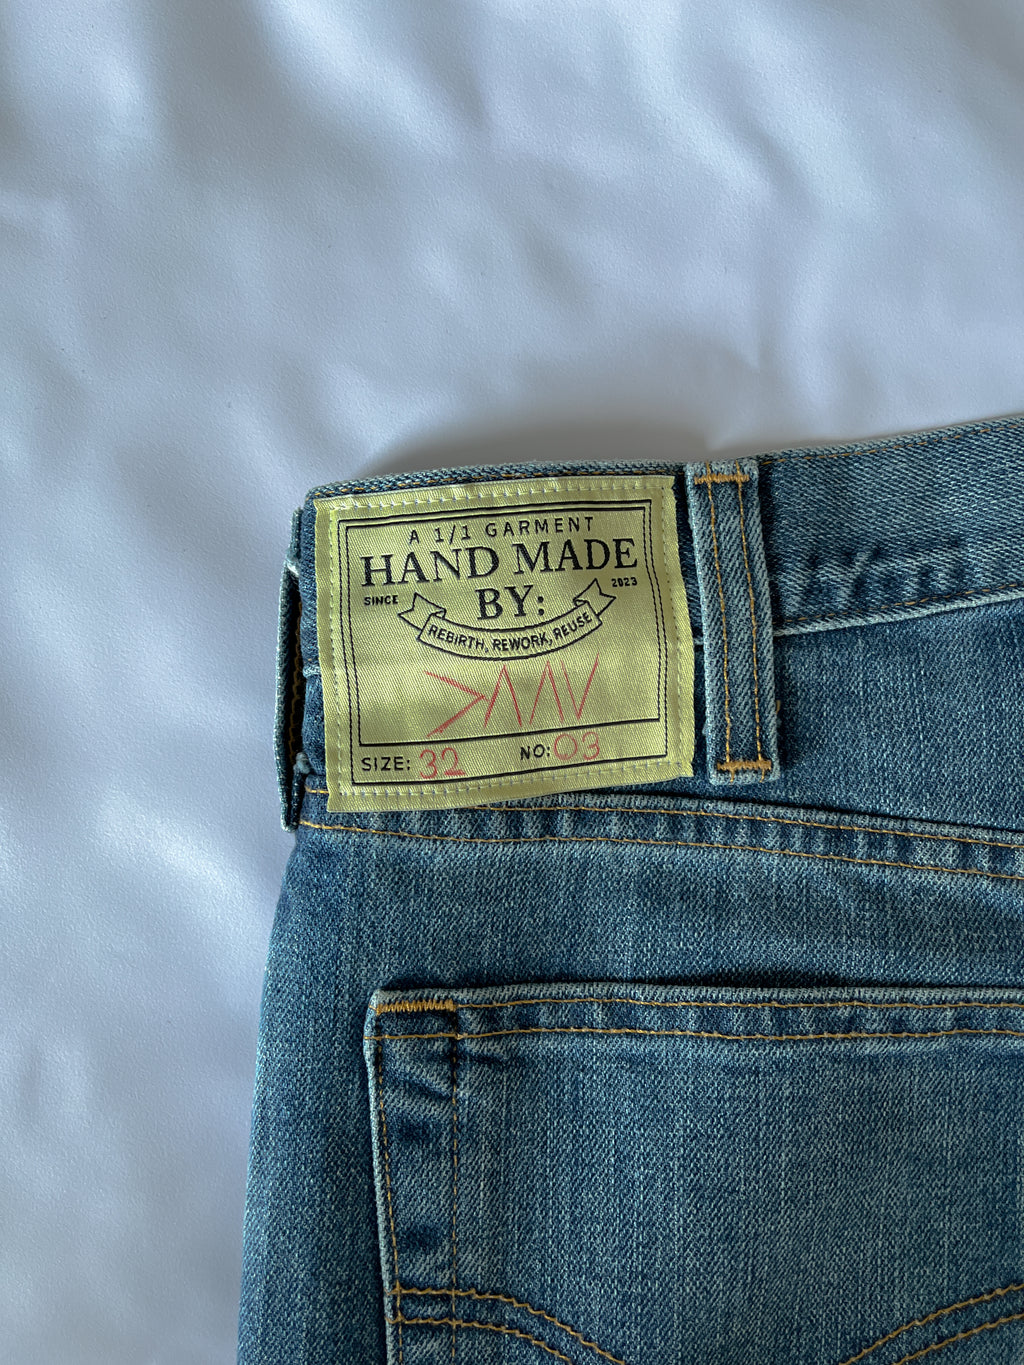 A 1/1 GARMENT
HAND MADE
SINCE BY: 2023
REBIRTH, REWORK, REUSE
SIZE: 32 NO: 03